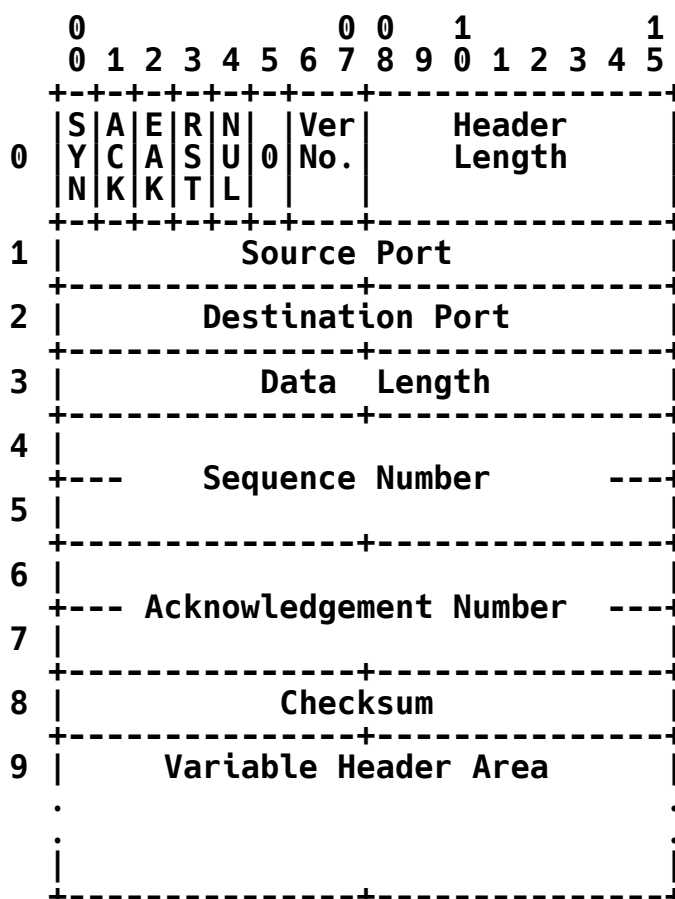 0             0 0   1         1
 0 1 2 3 4 5 6 7 8 9 0 1 2 3 4 5
+-+-+-+-+-+-+---+---------------+
|S|A|E|R|N| |Ver|    Header     |
0 |Y|C|A|S|U|0|No.|    Length     |
|N|K|K|T|L| |   |               |
+-+-+-+-+-+-+---+---------------+
1 |         Source Port           |
+---------------+---------------+
2 |       Destination Port        |
+---------------+---------------+
3 |          Data  Length         |
+---------------+---------------+
4 |                               |
+---    Sequence Number      ---+
5 |                               |
+---------------+---------------+
6 |                               |
+--- Acknowledgement Number  ---+
7 |                               |
+---------------+---------------+
8 |           Checksum            |
+---------------+---------------+
9 |     Variable Header Area      |
.                               .
.                               .
|                               |
+---------------+---------------+